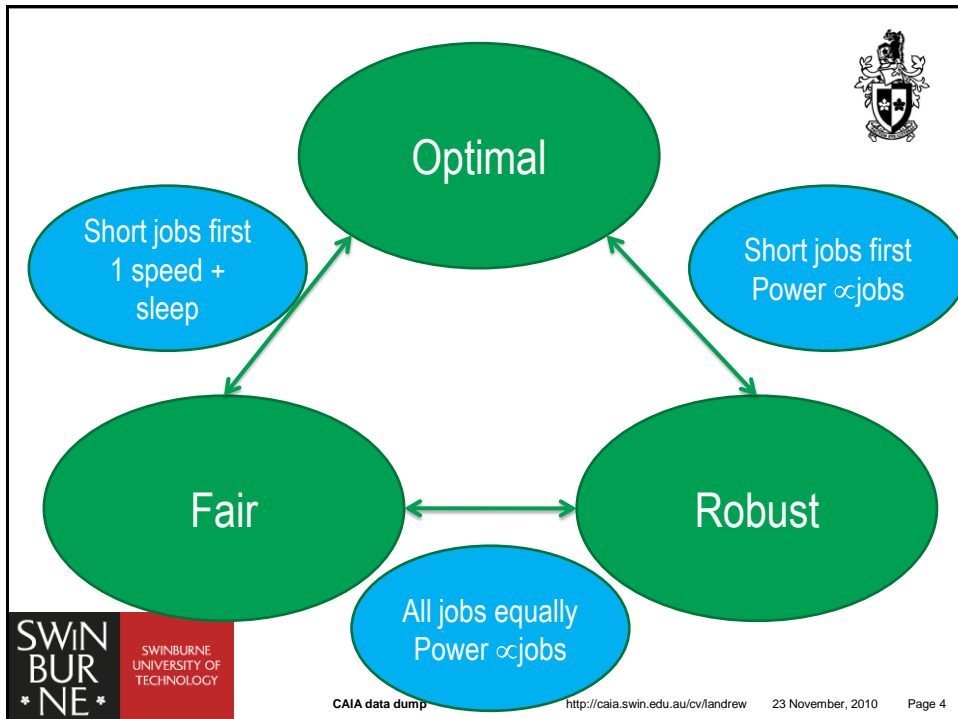 Optimal
Short jobs first
1 speed +
sleep
Short jobs first
Power ∝jobs
Fair
Robust
All jobs equally
Power ∝jobs
SWiN
BUR
* NE *
SWINBURNE
UNIVERSITY OF
TECHNOLOGY
CAIA data dump http://caia.swin.edu.au/cv/landrew 23 November, 2010 Page 4